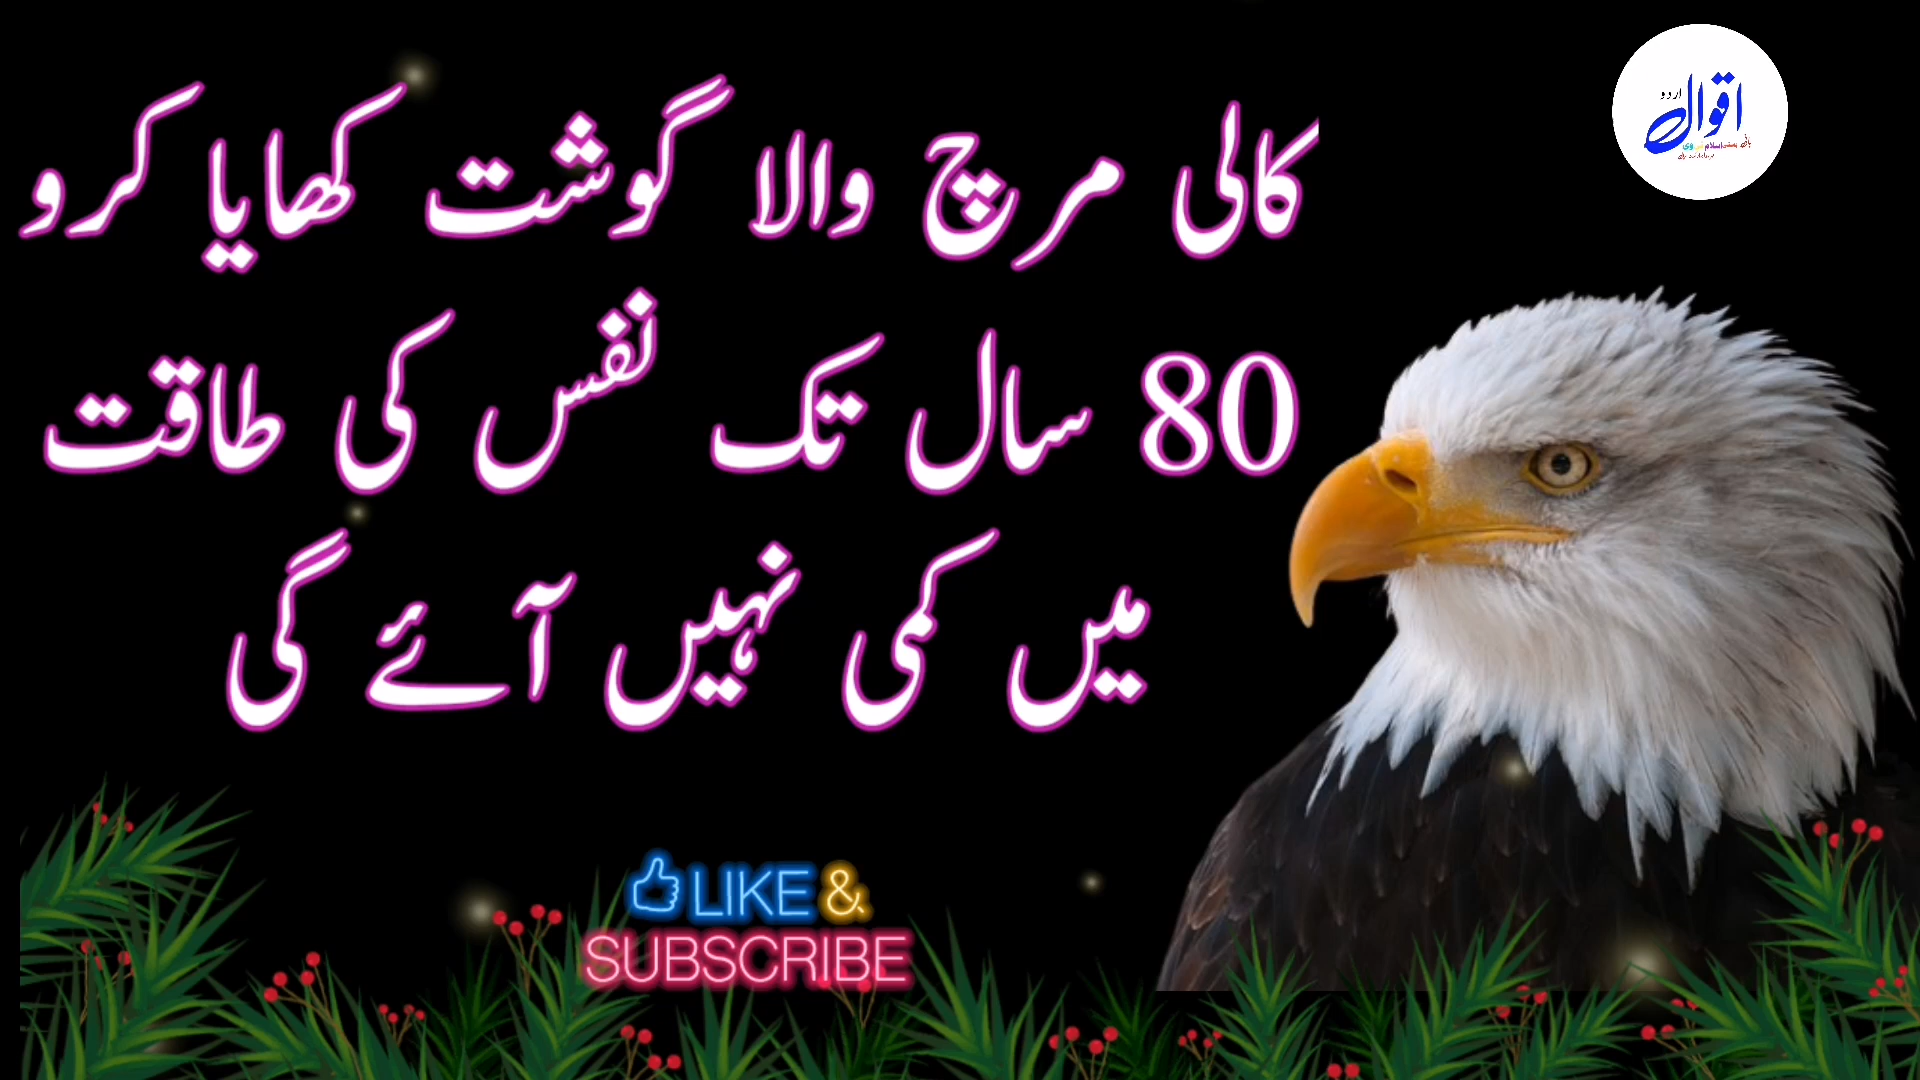 اقوال
اردو
کالی مرچ والا گوشت کھایا کرو
80 سال تک نفس کی طاقت
میں کمی نہیں آئے گی
LIKE &
SUBSCRIBE